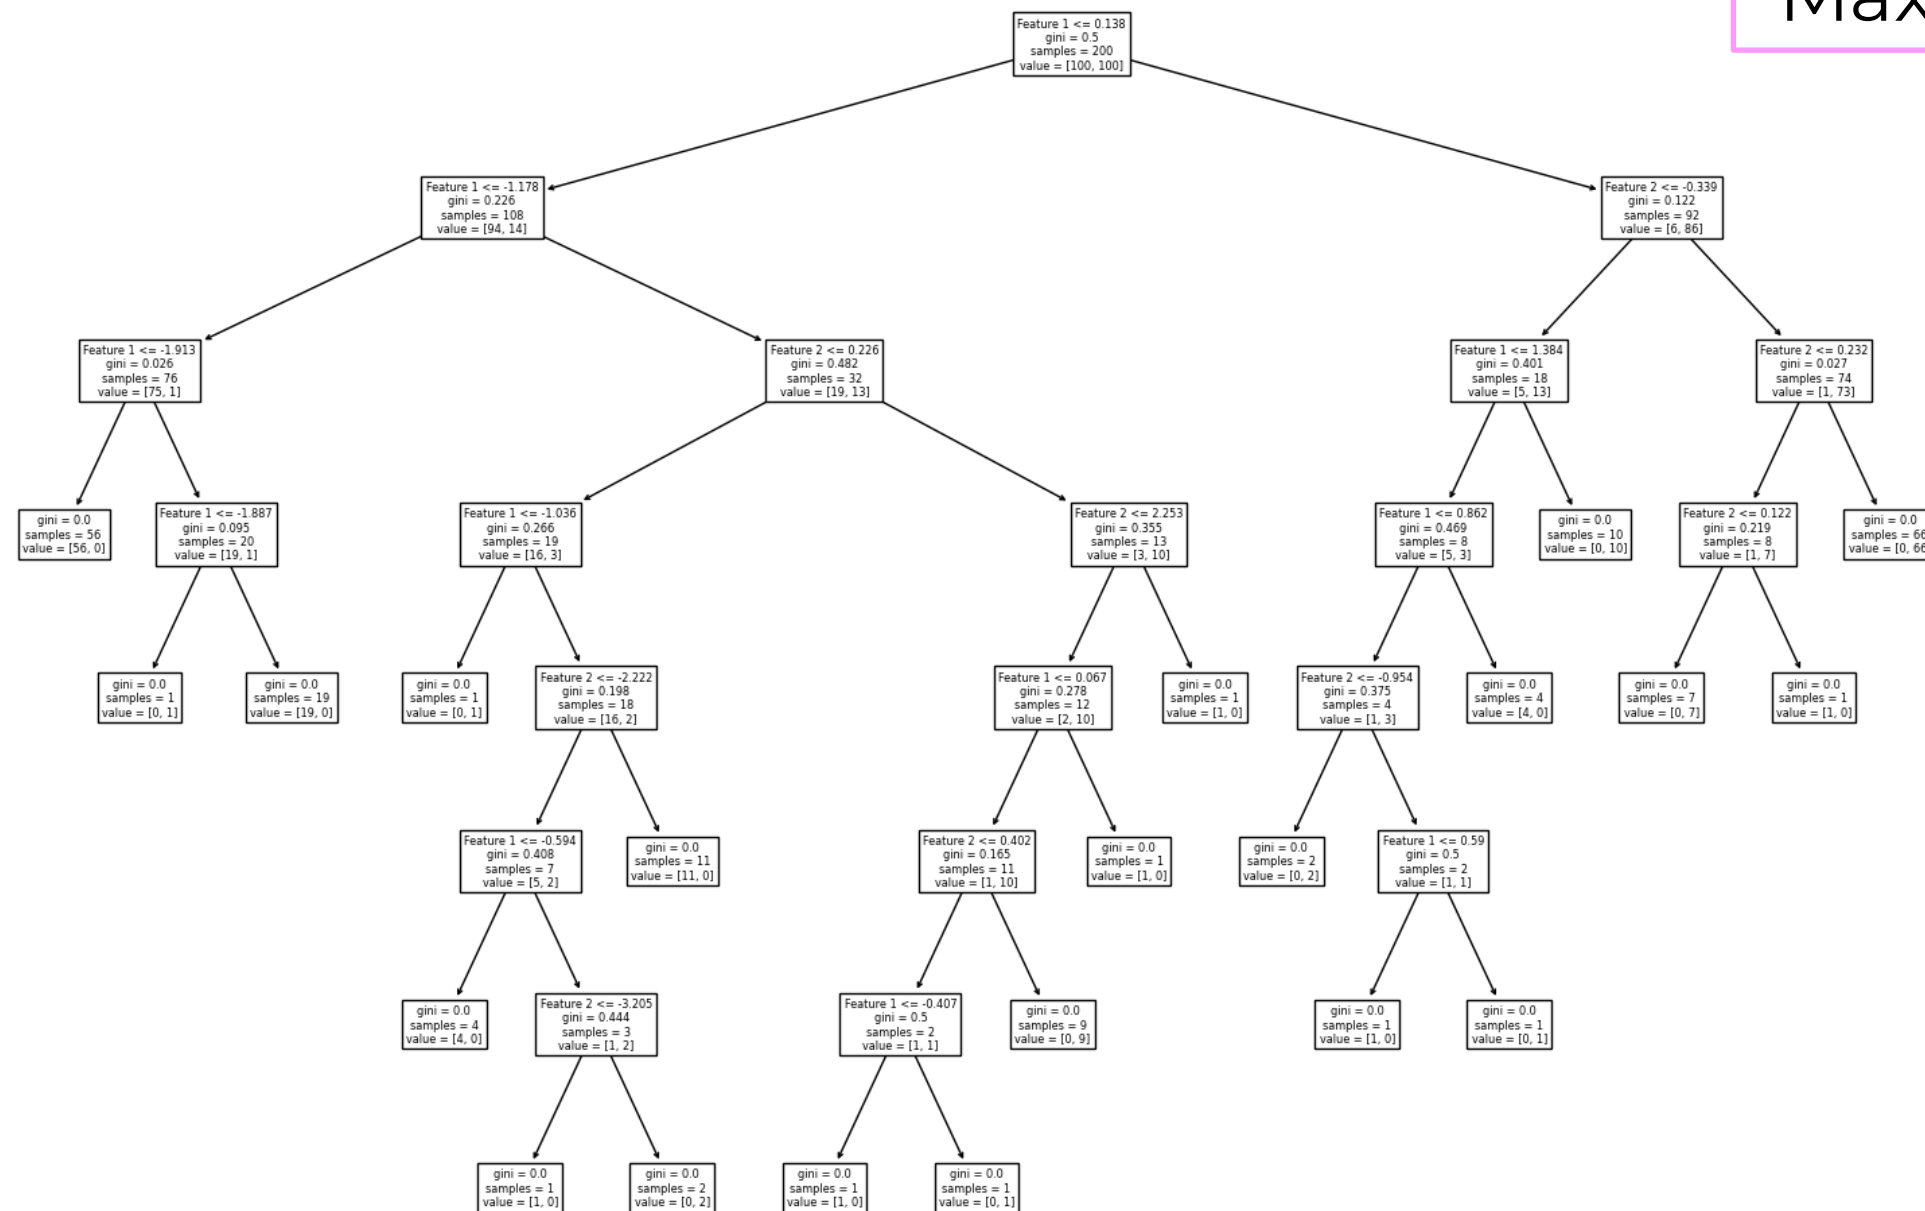 Max
Feature 1 <= 0.138
gini = 0.5
samples = 200
value = [100, 100]
Feature 1 <= -1.178
gini = 0.226
samples = 108
value = [94, 14]
Feature 2 <= -0.339
gini = 0.122
samples = 92
value = [6, 86]
Feature 1 <= -1.913
gini = 0.026
samples = 76
value = [75, 1]
Feature 2 <= 0.226
gini = 0.482
samples = 32
value = [19, 13]
Feature 1 <= 1.384
gini = 0.401
samples = 18
value = [5, 13]
Feature 2 <= 0.232
gini = 0.027
samples = 74
value = [1, 73]
gini = 0.0
samples = 56
value = [56, 0]
Feature 1 <= -1.887
gini = 0.095
samples = 20
value = [19, 1]
Feature 1 <= -1.036
gini = 0.266
samples = 19
value = [16, 3]
Feature 2 <= 2.253
gini = 0.355
samples = 13
value = [3, 10]
Feature 1 <= 0.862
gini = 0.469
samples = 8
value = [5, 3]
gini = 0.0
samples = 10
value = [0, 10]
Feature 2 <= 0.122
gini = 0.219
samples = 8
value = [1, 7]
gini = 0.0
samples = 66
value = [0, 66
gini = 0.0
samples = 1
value = [0, 1]
gini = 0.0
samples = 19
value = [19, 0]
gini = 0.0
samples = 1
value = [0, 1]
Feature 2 <= -2.222
gini = 0.198
samples = 18
value = [16, 2]
Feature 1 <= 0.067
gini = 0.278
samples = 12
value = [2, 10]
gini = 0.0
samples = 1
value = [1, 0]
Feature 2 <= -0.954
gini = 0.375
samples = 4
value = [1, 3]
gini = 0.0
samples = 4
value = [4, 0]
gini = 0.0
samples = 7
value = [0, 7]
gini = 0.0
samples = 1
value = [1, 0]
Feature 1 <= -0.594
gini = 0.408
samples = 7
value = [5, 2]
gini = 0.0
samples = 11
value = [11, 0]
Feature 2 <= 0.402
gini = 0.165
samples = 11
value = [1, 10]
gini = 0.0
samples = 1
value = [1, 0]
gini = 0.0
samples = 2
value = [0, 2]
Feature 1 <= 0.59
gini = 0.5
samples = 2
value = [1, 1]
gini = 0.0
samples = 4
value = [4, 0]
Feature 2 <= -3.205
gini = 0.444
samples = 3
value = [1, 2]
Feature 1 <= -0.407
gini = 0.5
samples = 2
value = [1, 1]
gini = 0.0
samples = 9
value = [0, 9]
gini = 0.0
samples = 1
value = [1, 0]
gini = 0.0
samples = 1
value = [0, 1]
gini = 0.0
samples = 1
value = [1, 0]
gini = 0.0
samples = 2
value = [0, 2]
gini = 0.0
samples = 1
value = [1, 0]
gini = 0.0
samples = 1
value = [0, 1]